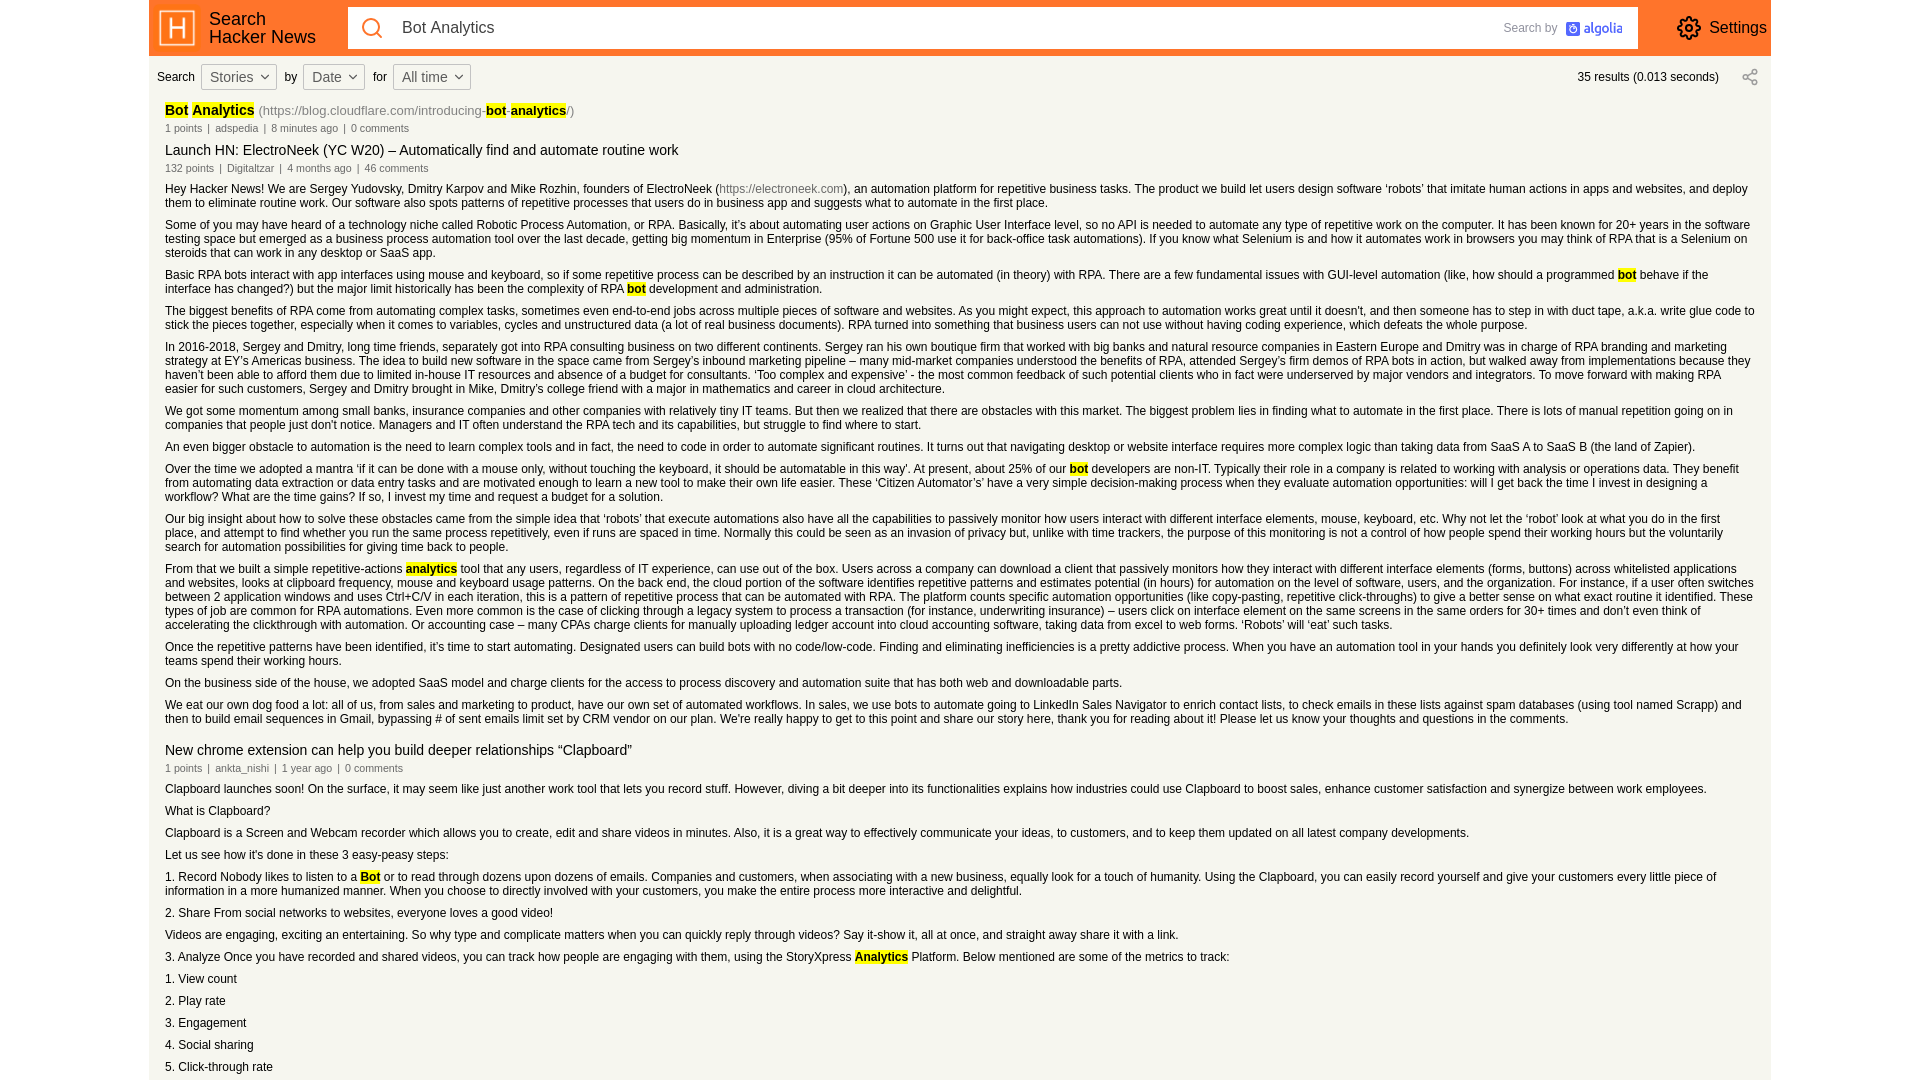 Search
Hacker News
Bot Analytics
Search by algolia
Settings
Search Stories by Date for All time
35 results (0.013 seconds)
Bot Analytics (https://blog.cloudflare.com/introducing-bot-analytics/)
1 points | adspedia | 8 minutes ago | 0 comments
Launch HN: ElectroNeek (YC W20) – Automatically find and automate routine work
132 points | Digitaltzar | 4 months ago | 46 comments
Hey Hacker News! We are Sergey Yudovsky, Dmitry Karpov and Mike Rozhin, founders of ElectroNeek (https://electroneek.com), an automation platform for repetitive business tasks. The product we build let users design software ‘robots’ that imitate human actions in apps and websites, and deploy
them to eliminate routine work. Our software also spots patterns of repetitive processes that users do in business app and suggests what to automate in the first place.
Some of you may have heard of a technology niche called Robotic Process Automation, or RPA. Basically, it’s about automating user actions on Graphic User Interface level, so no API is needed to automate any type of repetitive work on the computer. It has been known for 20+ years in the software
testing space but emerged as a business process automation tool over the last decade, getting big momentum in Enterprise (95% of Fortune 500 use it for back-office task automations). If you know what Selenium is and how it automates work in browsers you may think of RPA that is a Selenium on
steroids that can work in any desktop or SaaS app.
Basic RPA bots interact with app interfaces using mouse and keyboard, so if some repetitive process can be described by an instruction it can be automated (in theory) with RPA. There are a few fundamental issues with GUI-level automation (like, how should a programmed bot behave if the
interface has changed?) but the major limit historically has been the complexity of RPA bot development and administration.
The biggest benefits of RPA come from automating complex tasks, sometimes even end-to-end jobs across multiple pieces of software and websites. As you might expect, this approach to automation works great until it doesn't, and then someone has to step in with duct tape, a.k.a. write glue code to
stick the pieces together, especially when it comes to variables, cycles and unstructured data (a lot of real business documents). RPA turned into something that business users can not use without having coding experience, which defeats the whole purpose.
In 2016-2018, Sergey and Dmitry, long time friends, separately got into RPA consulting business on two different continents. Sergey ran his own boutique firm that worked with big banks and natural resource companies in Eastern Europe and Dmitry was in charge of RPA branding and marketing
strategy at EY’s Americas business. The idea to build new software in the space came from Sergey’s inbound marketing pipeline – many mid-market companies understood the benefits of RPA, attended Sergey’s firm demos of RPA bots in action, but walked away from implementations because they
haven’t been able to afford them due to limited in-house IT resources and absence of a budget for consultants. ‘Too complex and expensive’ - the most common feedback of such potential clients who in fact were underserved by major vendors and integrators. To move forward with making RPA
easier for such customers, Sergey and Dmitry brought in Mike, Dmitry’s college friend with a major in mathematics and career in cloud architecture.
We got some momentum among small banks, insurance companies and other companies with relatively tiny IT teams. But then we realized that there are obstacles with this market. The biggest problem lies in finding what to automate in the first place. There is lots of manual repetition going on in
companies that people just don't notice. Managers and IT often understand the RPA tech and its capabilities, but struggle to find where to start.
An even bigger obstacle to automation is the need to learn complex tools and in fact, the need to code in order to automate significant routines. It turns out that navigating desktop or website interface requires more complex logic than taking data from SaaS A to SaaS B (the land of Zapier).
Over the time we adopted a mantra ‘if it can be done with a mouse only, without touching the keyboard, it should be automatable in this way’. At present, about 25% of our bot developers are non-IT. Typically their role in a company is related to working with analysis or operations data. They benefit
from automating data extraction or data entry tasks and are motivated enough to learn a new tool to make their own life easier. These ‘Citizen Automator’s’ have a very simple decision-making process when they evaluate automation opportunities: will I get back the time I invest in designing a
workflow? What are the time gains? If so, I invest my time and request a budget for a solution.
Our big insight about how to solve these obstacles came from the simple idea that ‘robots’ that execute automations also have all the capabilities to passively monitor how users interact with different interface elements, mouse, keyboard, etc. Why not let the ‘robot’ look at what you do in the first
place, and attempt to find whether you run the same process repetitively, even if runs are spaced in time. Normally this could be seen as an invasion of privacy but, unlike with time trackers, the purpose of this monitoring is not a control of how people spend their working hours but the voluntarily
search for automation possibilities for giving time back to people.
From that we built a simple repetitive-actions analytics tool that any users, regardless of IT experience, can use out of the box. Users across a company can download a client that passively monitors how they interact with different interface elements (forms, buttons) across whitelisted applications
and websites, looks at clipboard frequency, mouse and keyboard usage patterns. On the back end, the cloud portion of the software identifies repetitive patterns and estimates potential (in hours) for automation on the level of software, users, and the organization. For instance, if a user often switches
between 2 application windows and uses Ctrl+C/V in each iteration, this is a pattern of repetitive process that can be automated with RPA. The platform counts specific automation opportunities (like copy-pasting, repetitive click-throughs) to give a better sense on what exact routine it identified. These
types of job are common for RPA automations. Even more common is the case of clicking through a legacy system to process a transaction (for instance, underwriting insurance) – users click on interface element on the same screens in the same orders for 30+ times and don’t even think of
accelerating the clickthrough with automation. Or accounting case – many CPAs charge clients for manually uploading ledger account into cloud accounting software, taking data from excel to web forms. ‘Robots’ will ‘eat’ such tasks.
Once the repetitive patterns have been identified, it’s time to start automating. Designated users can build bots with no code/low-code. Finding and eliminating inefficiencies is a pretty addictive process. When you have an automation tool in your hands you definitely look very differently at how your
teams spend their working hours.
On the business side of the house, we adopted SaaS model and charge clients for the access to process discovery and automation suite that has both web and downloadable parts.
We eat our own dog food a lot: all of us, from sales and marketing to product, have our own set of automated workflows. In sales, we use bots to automate going to LinkedIn Sales Navigator to enrich contact lists, to check emails in these lists against spam databases (using tool named Scrapp) and
then to build email sequences in Gmail, bypassing # of sent emails limit set by CRM vendor on our plan. We're really happy to get to this point and share our story here, thank you for reading about it! Please let us know your thoughts and questions in the comments.
New chrome extension can help you build deeper relationships “Clapboard”
1 points | ankta_nishi | 1 year ago | 0 comments
Clapboard launches soon! On the surface, it may seem like just another work tool that lets you record stuff. However, diving a bit deeper into its functionalities explains how industries could use Clapboard to boost sales, enhance customer satisfaction and synergize between work employees.
What is Clapboard?
Clapboard is a Screen and Webcam recorder which allows you to create, edit and share videos in minutes. Also, it is a great way to effectively communicate your ideas, to customers, and to keep them updated on all latest company developments.
Let us see how it's done in these 3 easy-peasy steps:
1. Record Nobody likes to listen to a Bot or to read through dozens upon dozens of emails. Companies and customers, when associating with a new business, equally look for a touch of humanity. Using the Clapboard, you can easily record yourself and give your customers every little piece of
information in a more humanized manner. When you choose to directly involved with your customers, you make the entire process more interactive and delightful.
2. Share From social networks to websites, everyone loves a good video!
Videos are engaging, exciting an entertaining. So why type and complicate matters when you can quickly reply through videos? Say it-show it, all at once, and straight away share it with a link.
3. Analyze Once you have recorded and shared videos, you can track how people are engaging with them, using the StoryXpress Analytics Platform. Below mentioned are some of the metrics to track:
1. View count
2. Play rate
3. Engagement
4. Social sharing
5. Click-through rate